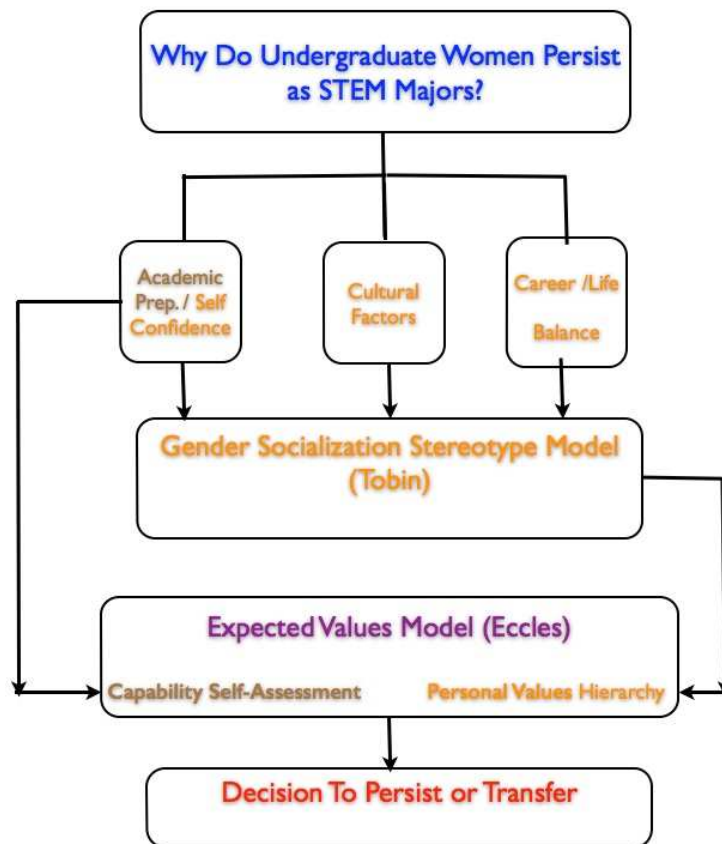 Why Do Undergraduate Women Persist
as STEM Majors?
Academic
Prep. / Self
Confidence
Cultural
Factors
Career /Life
Balance
Gender Socialization Stereotype Model
(Tobin)
Expected Values Model (Eccles)
Capability Self-Assessment
Personal Values Hierarchy
Decision To Persist or Transfer